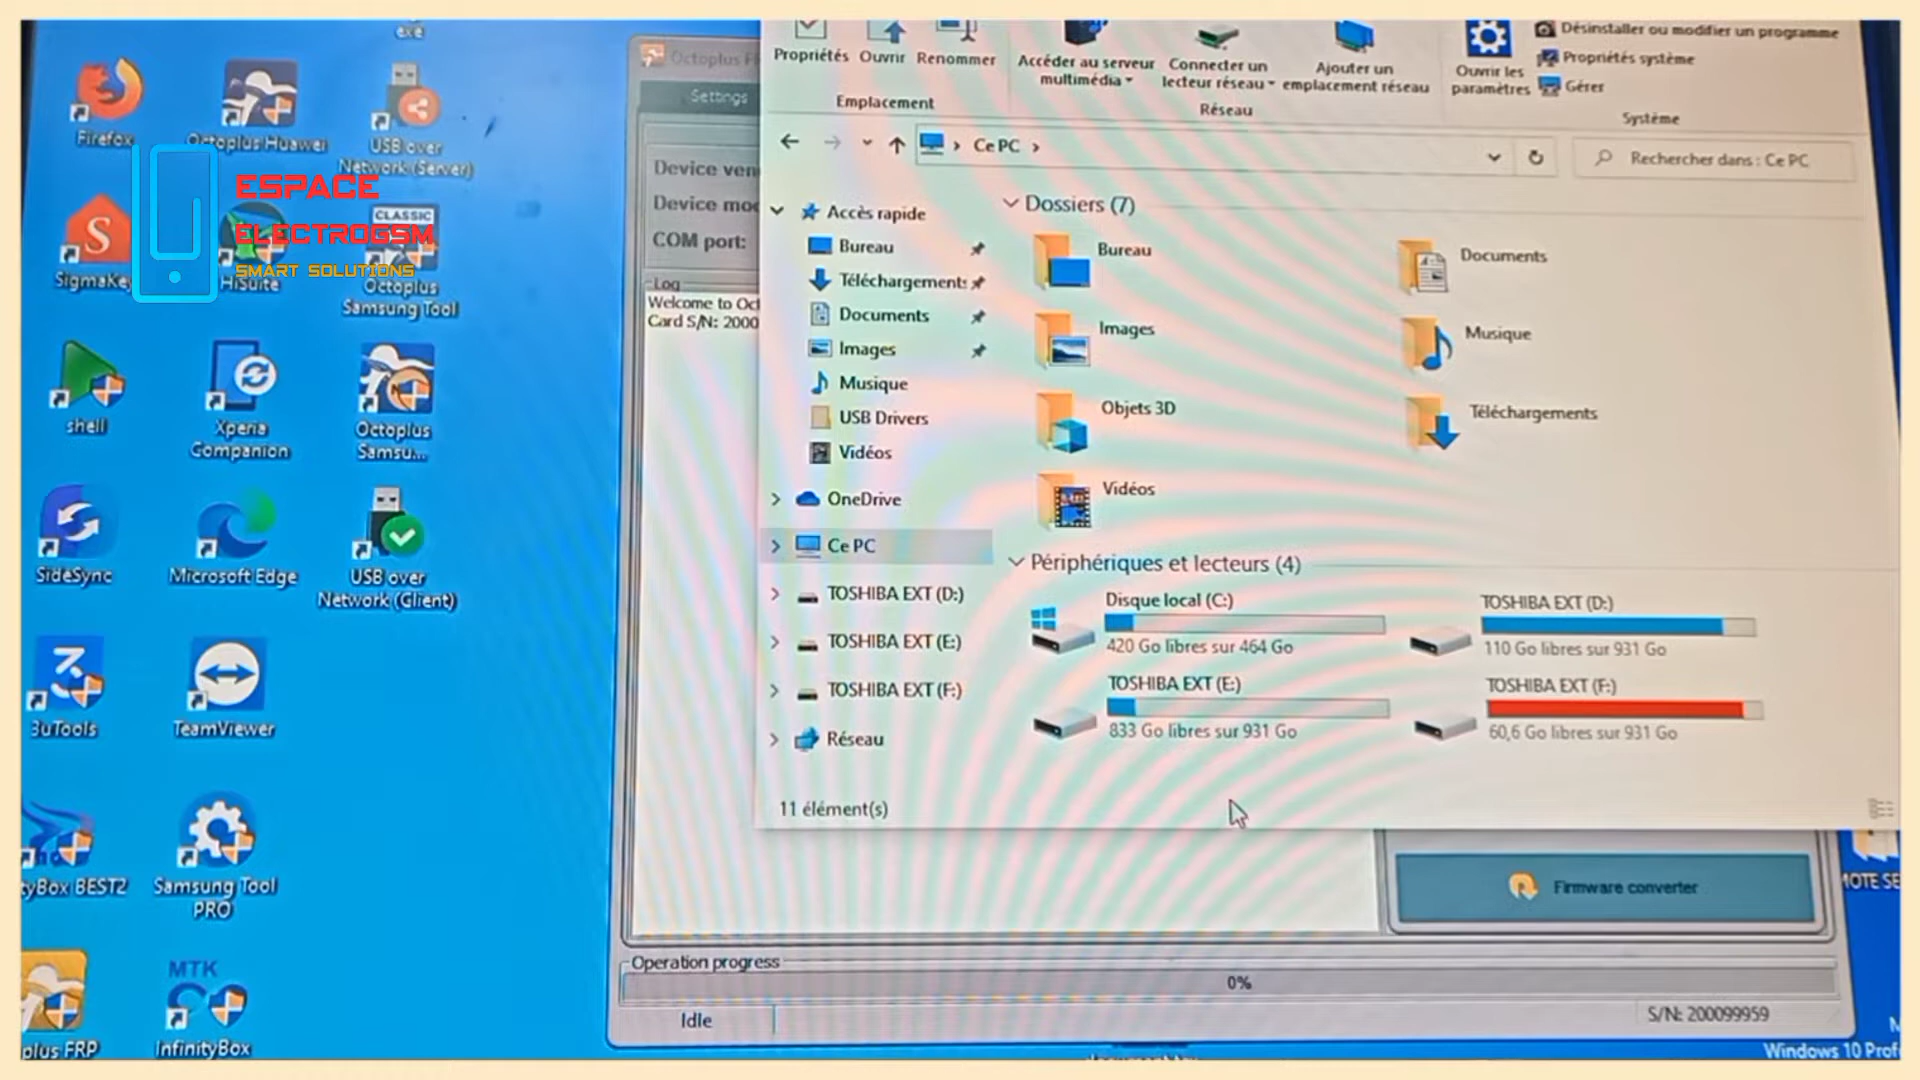 exe
Firefox
Octoplus Huawei
USB over
Network (Server)
ESPACE
ELECTROGSM
SMART SOLUTIONS
CLASSIC
SigmaKey
HiSuite
Octoplus
Samsung Tool
shell
Xperia
Companion
Octoplus
Samsu...
SideSync
Microsoft Edge
USB over
Network (Client)
3uTools
TeamViewer
tyBox BEST2
Samsung Tool
PRO
plus FRP
MTK
InfinityBox
Octoplus F
Settings
Device ven
Device mod
COM port:
Log
Welcome to Oct
Card S/N: 2000
Propriétés
Ouvrir
Renommer
Emplacement
Accéder au serveur
multimédia
Connecter un
lecteur réseau
Ajouter un
emplacement réseau
Réseau
Ouvrir les
paramètres
Désinstaller ou modifier un programme
Propriétés système
Gérer
Système
Ce PC
Rechercher dans : Ce PC
Accès rapide
Bureau
Téléchargements
Documents
Images
Musique
USB Drivers
Vidéos
OneDrive
Ce PC
TOSHIBA EXT (D:)
TOSHIBA EXT (E:)
TOSHIBA EXT (F:)
Réseau
11 élément(s)
Dossiers (7)
Bureau
Documents
Images
Musique
Objets 3D
Téléchargements
Vidéos
Périphériques et lecteurs (4)
Disque local (C:)
420 Go libres sur 464 Go
TOSHIBA EXT (D:)
110 Go libres sur 931 Go
TOSHIBA EXT (E:)
833 Go libres sur 931 Go
TOSHIBA EXT (F:)
60,6 Go libres sur 931 Go
Firmware converter
MOTE SE
Operation progress
0%
Idle
S/N: 200099959
Windows 10 Prof